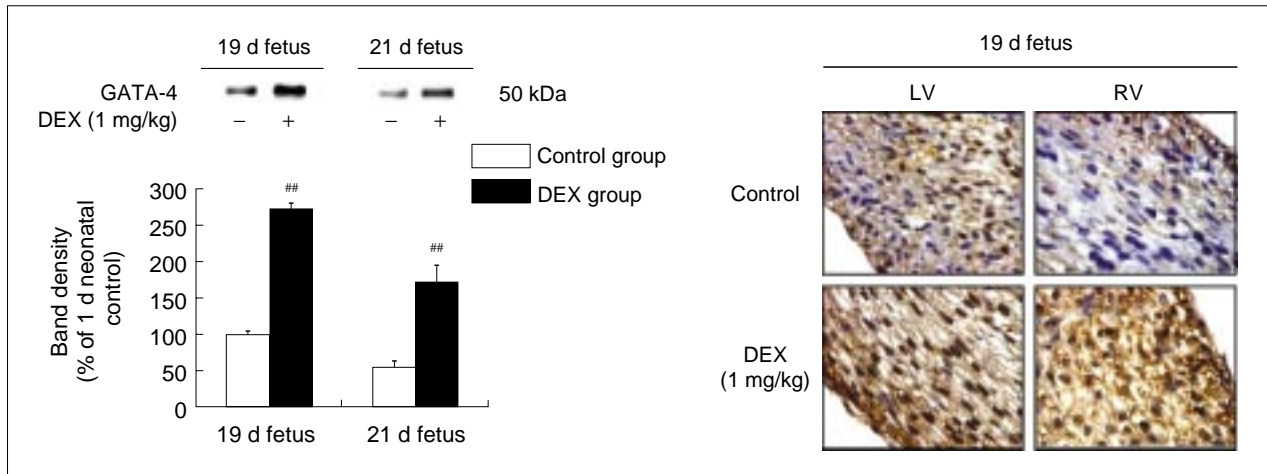 19 d fetus 21 d fetus
GATA-4 50 kDa
DEX (1 mg/kg) – + – +
Control group
DEX group
Band density
(% of 1 d neonatal
control)
300
250
200
150
100
50
0
##
##
19 d fetus 21 d fetus
19 d fetus
LV RV
Control
DEX
(1 mg/kg)